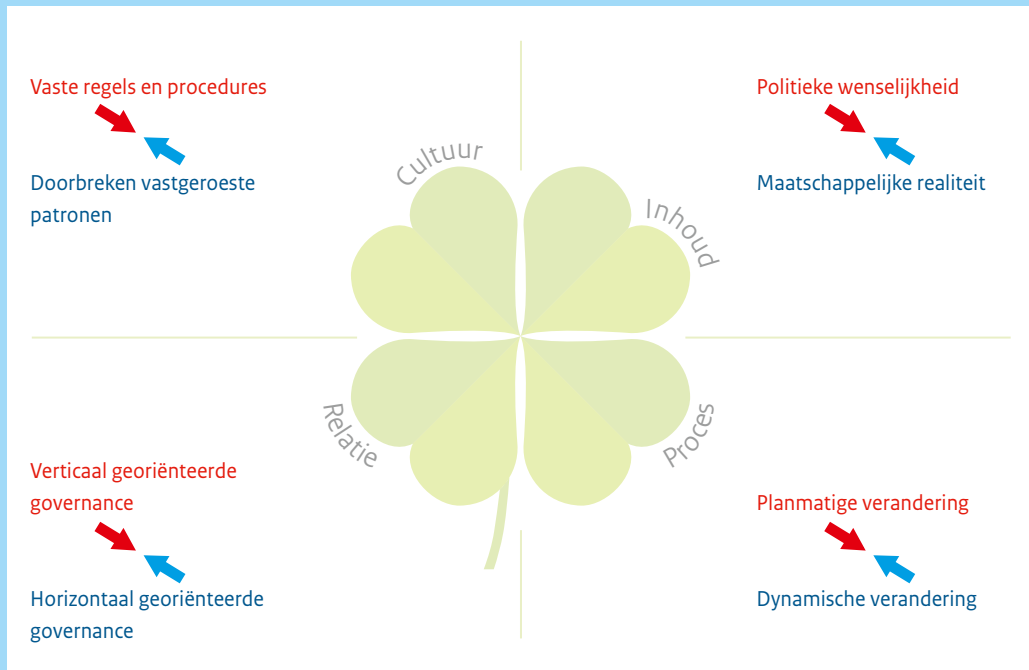 Vaste regels en procedures
Doorbreken vastgeroeste
patronen
Politieke wenselijkheid
Maatschappelijke realiteit
Cultuur
Inhoud
Relatie
Proces
Verticaal georiënteerde
governance
Horizontaal georiënteerde
governance
Planmatige verandering
Dynamische verandering